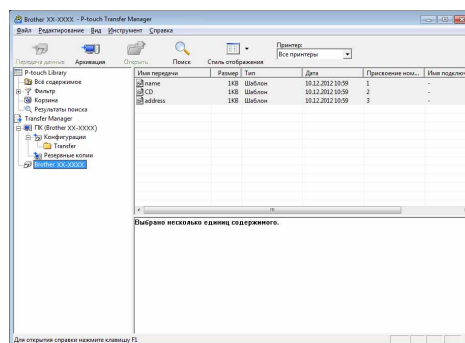 Brother XX-XXXX - P-touch Transfer Manager
Файл Редактирование Вид Инструмент Справка
Принтер:
Все принтеры
Передача данных Архивация Открыть Поиск Стиль отображения
P-touch Library
Все содержимое
Фильтр
Корзина
Результаты поиска
Transfer Manager
ПК (Brother XX-XXXX)
Конфигурации
Transfer
Резервные копии
Brother XX-XXXX
Имя передачи Размер Тип Дата Присвоение ном... Имя подключ
name 1KB Шаблон 10.12.2012 10:59 1 -
CD 1KB Шаблон 10.12.2012 10:59 2 -
address 1KB Шаблон 10.12.2012 10:59 3 -
Выбрано несколько единиц содержимого.
Для открытия справки нажмите клавишу F1